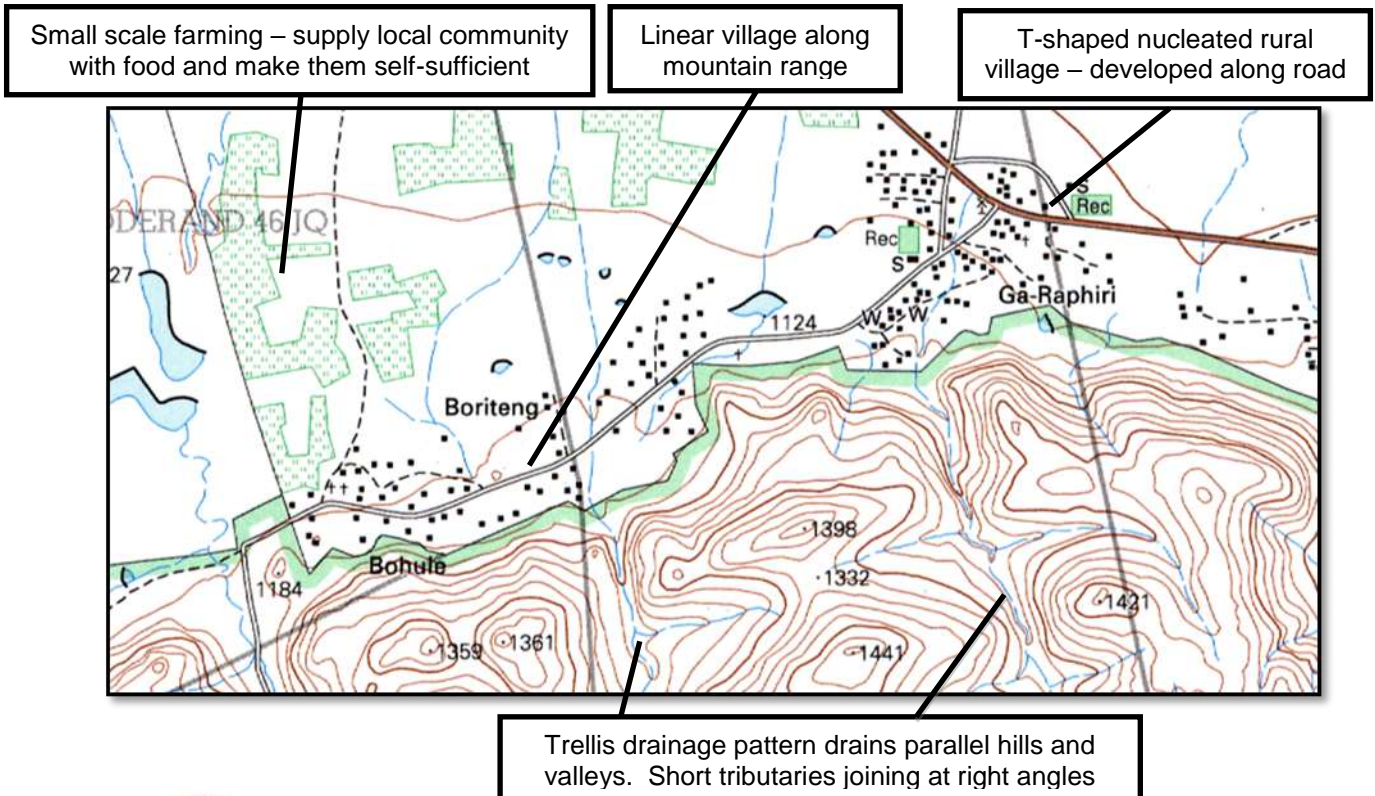 Small scale farming – supply local community
with food and make them self-sufficient
Linear village along
mountain range
T-shaped nucleated rural
village – developed along road
DERAND 46 JQ
27
S
Rec
Rec
S
Ga-Raphiri
W W
1124
Boriteng
Bohule
1184
1398
1332
1421
1359
1361
1441
Trellis drainage pattern drains parallel hills and
valleys. Short tributaries joining at right angles